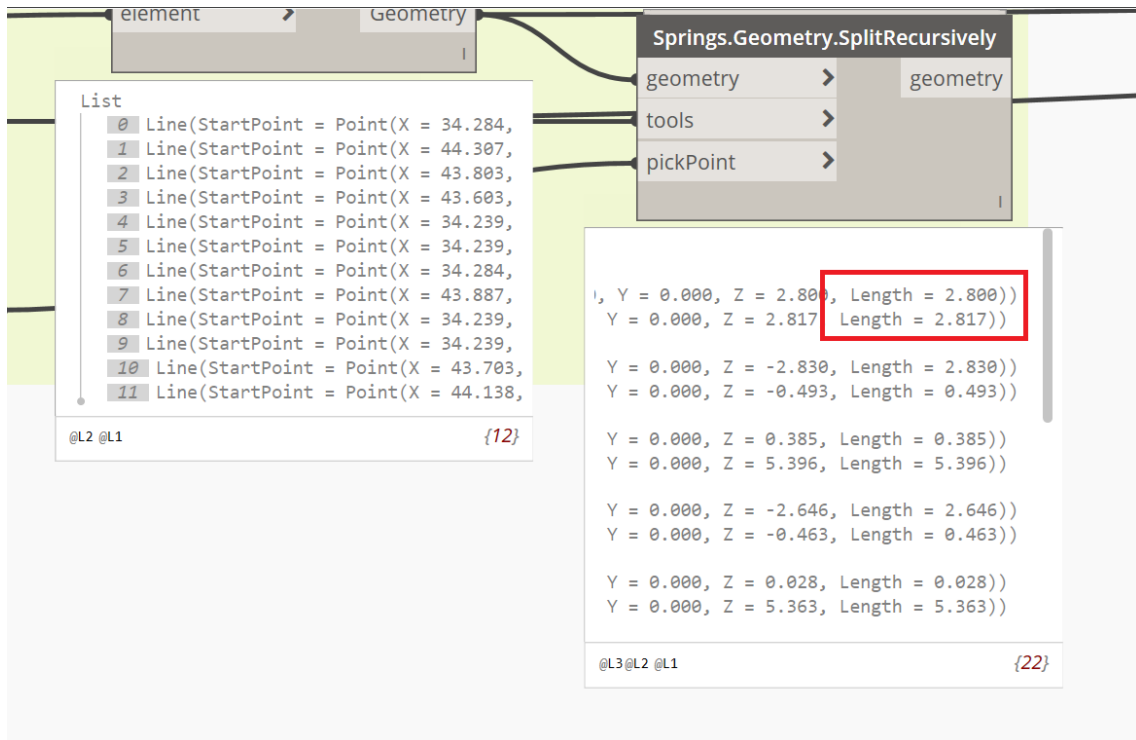 element > Geometry
l
List
0 Line(StartPoint = Point(X = 34.284,
1 Line(StartPoint = Point(X = 44.307,
2 Line(StartPoint = Point(X = 43.803,
3 Line(StartPoint = Point(X = 43.603,
4 Line(StartPoint = Point(X = 34.239,
5 Line(StartPoint = Point(X = 34.239,
6 Line(StartPoint = Point(X = 34.284,
7 Line(StartPoint = Point(X = 43.887,
8 Line(StartPoint = Point(X = 34.239,
9 Line(StartPoint = Point(X = 34.239,
10 Line(StartPoint = Point(X = 43.703,
11 Line(StartPoint = Point(X = 44.138,
@L2 @L1 {12}
Springs.Geometry.SplitRecursively
geometry > geometry
tools >
pickPoint >
l
, Y = 0.000, Z = 2.800, Length = 2.800))
Y = 0.000, Z = 2.817, Length = 2.817))
Y = 0.000, Z = -2.830, Length = 2.830))
Y = 0.000, Z = -0.493, Length = 0.493))
Y = 0.000, Z = 0.385, Length = 0.385))
Y = 0.000, Z = 5.396, Length = 5.396))
Y = 0.000, Z = -2.646, Length = 2.646))
Y = 0.000, Z = -0.463, Length = 0.463))
Y = 0.000, Z = 0.028, Length = 0.028))
Y = 0.000, Z = 5.363, Length = 5.363))
@L3@L2 @L1 {22}